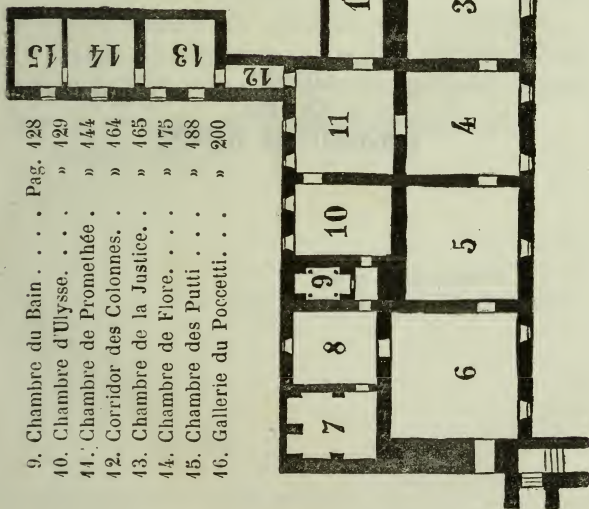 9. Chambre du Bain. . . . . Pag. 128
10. Chambre d'Ulysse. . . . » 129
11. Chambre de Promethée . » 144
12. Corridor des Colonnes. . » 164
13. Chambre de la Justice. . » 165
14. Chambre de Flore. . . . » 175
15. Chambre des Putti . . . . » 188
16. Gallerie du Poccetti. . . » 200
15
14
13
12
11
10
9
8
7
3
4
5
6